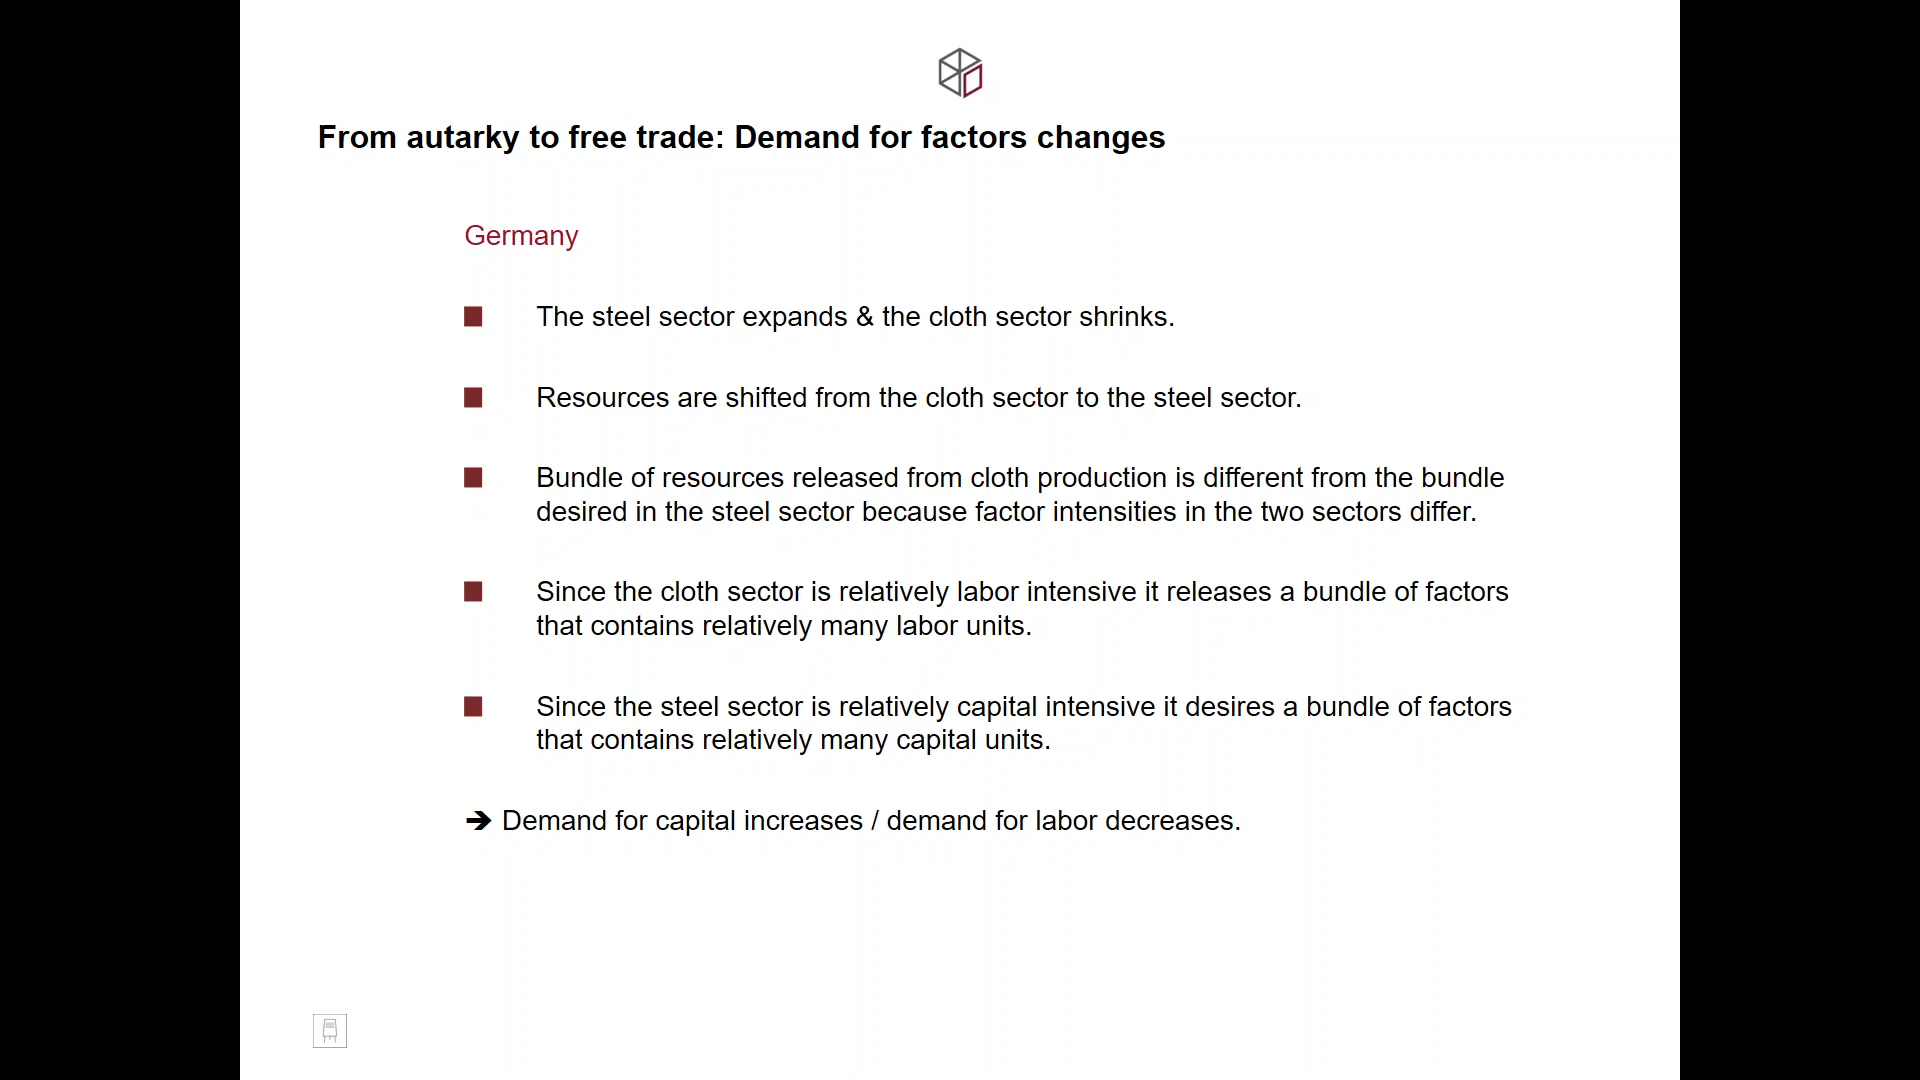 From autarky to free trade: Demand for factors changes
Germany
The steel sector expands & the cloth sector shrinks.
Resources are shifted from the cloth sector to the steel sector.
Bundle of resources released from cloth production is different from the bundle
desired in the steel sector because factor intensities in the two sectors differ.
Since the cloth sector is relatively labor intensive it releases a bundle of factors
that contains relatively many labor units.
Since the steel sector is relatively capital intensive it desires a bundle of factors
that contains relatively many capital units.
➔ Demand for capital increases / demand for labor decreases.